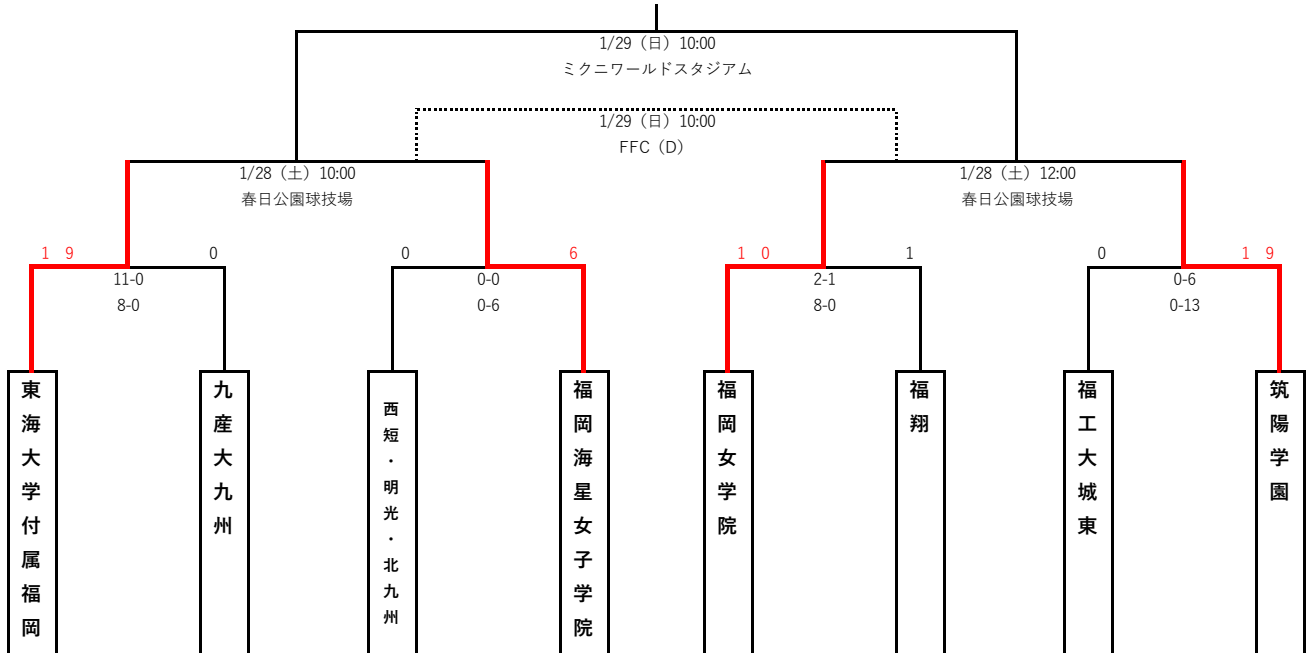 1/29（日）10:00
ミクニワールドスタジアム
1/29（日）10:00
FFC（D）
1/28（土）10:00
春日公園球技場
1/28（土）12:00
春日公園球技場
１９
0
0
6
１０
1
0
１９
11-0
8-0
0-0
0-6
2-1
8-0
0-6
0-13
東海大学付属福岡
九産大九州
西短・明光・北九州
福岡海星女子学院
福岡女学院
福翔
福工大城東
筑陽学園